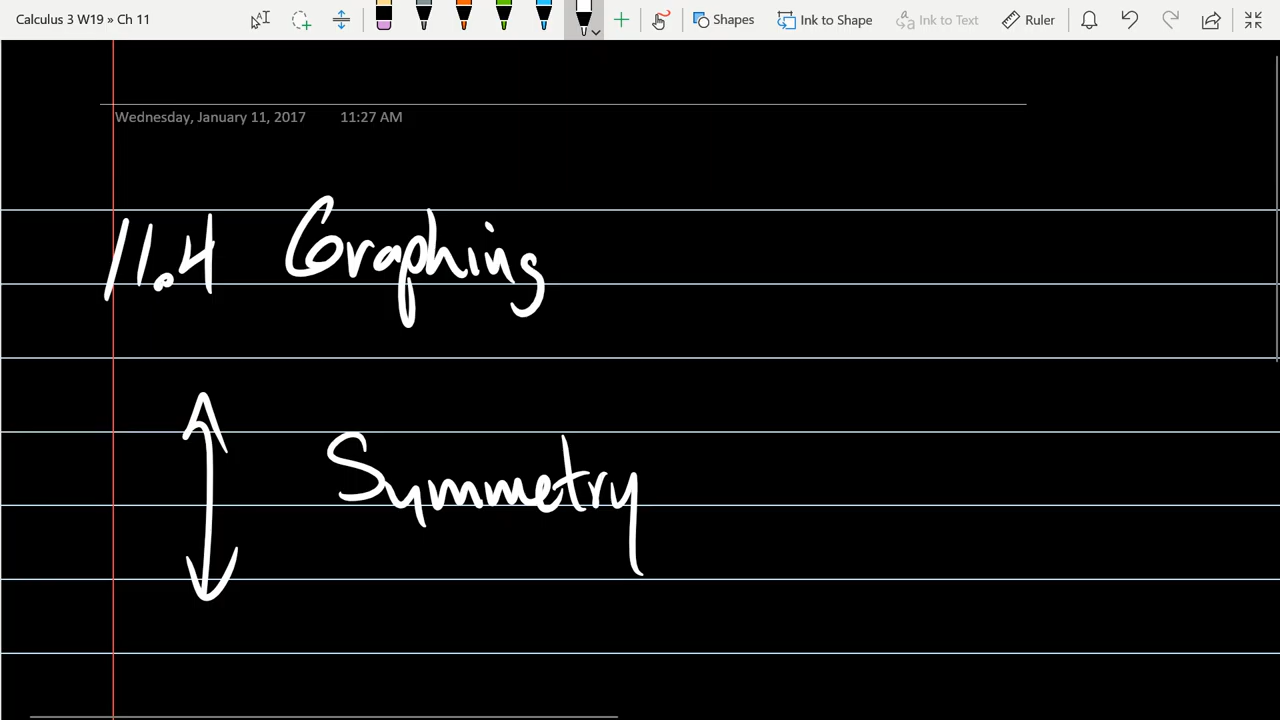 Calculus 3 W19 » Ch 11
Shapes
Ink to Shape
Ink to Text
Ruler
Wednesday, January 11, 2017 11:27 AM
11.4 Graphing
Symmetry